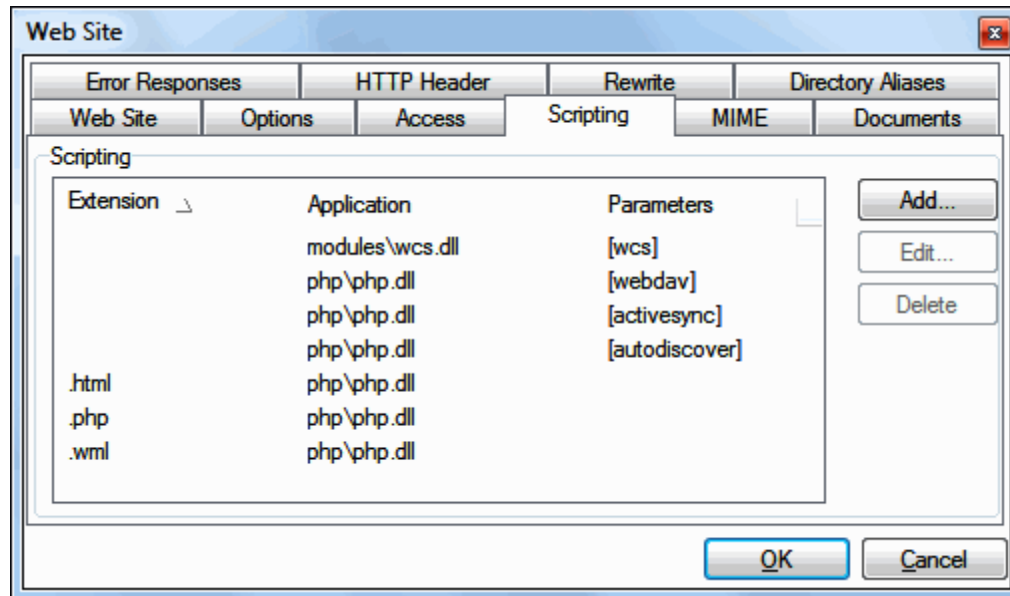 Web Site
Error Responses HTTP Header Rewrite Directory Aliases
Web Site Options Access Scripting MIME Documents
Scripting
Extension Application Parameters Add...
modules\wcs.dll [wcs] Edit...
php\php.dll [webdav]
php\php.dll [activesync] Delete
php\php.dll [autodiscover]
.html php\php.dll
.php php\php.dll
.wml php\php.dll
OK Cancel